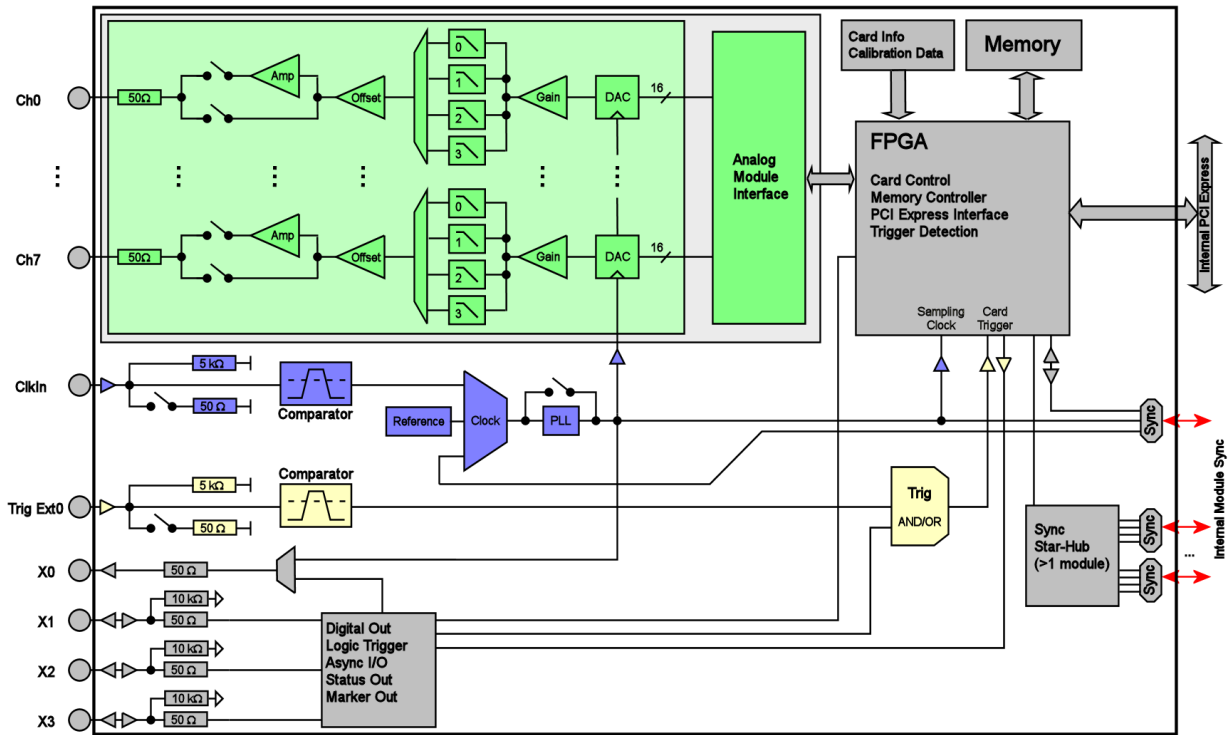 Card Info
Calibration Data
Memory
Ch0
50Ω
Amp
Offset
0
1
2
3
Gain
DAC
16
Analog
Module
Interface
FPGA
Card Control
Memory Controller
PCI Express Interface
Trigger Detection
Sampling
Clock
Card
Trigger
Internal PCI Express
Ch7
50Ω
Amp
Offset
0
1
2
3
Gain
DAC
16
ClkIn
5 kΩ
50 Ω
Comparator
Reference
Clock
PLL
Sync
Internal Module Sync
Trig Ext0
5 kΩ
50 Ω
Comparator
Trig
AND/OR
Sync
Star-Hub
(>1 module)
Sync
...
Sync
X0
50 Ω
X1
10 kΩ
50 Ω
X2
10 kΩ
50 Ω
X3
10 kΩ
50 Ω
Digital Out
Logic Trigger
Async I/O
Status Out
Marker Out